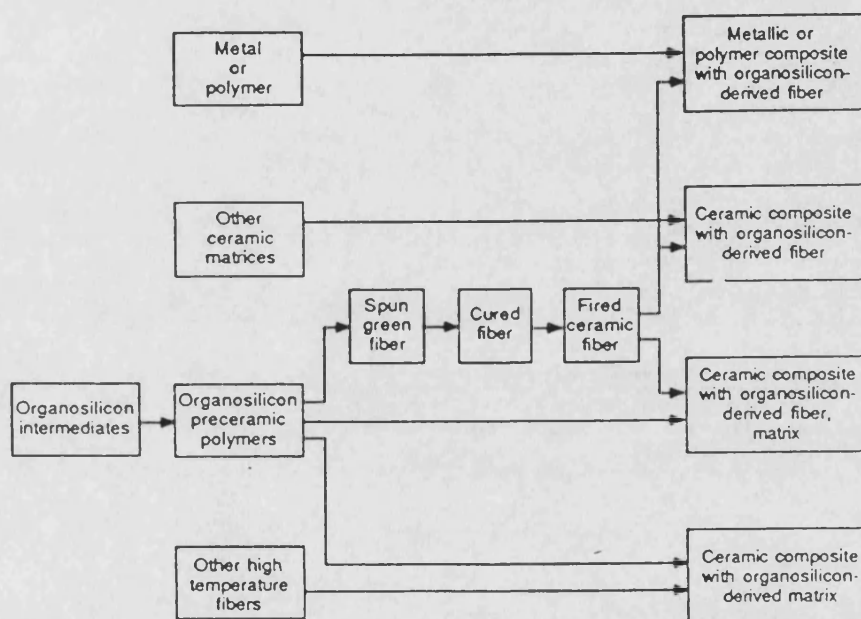 Metal
or
polymer
Metallic or
polymer composite
with organosilicon-
derived fiber
Other
ceramic
matrices
Ceramic composite
with organosilicon-
derived fiber
Spun
green
fiber
Cured
fiber
Fired
ceramic
fiber
Organosilicon
intermediates
Organosilicon
preceramic
polymers
Ceramic composite
with organosilicon-
derived fiber,
matrix
Other high
temperature
fibers
Ceramic composite
with organosilicon-
derived matrix